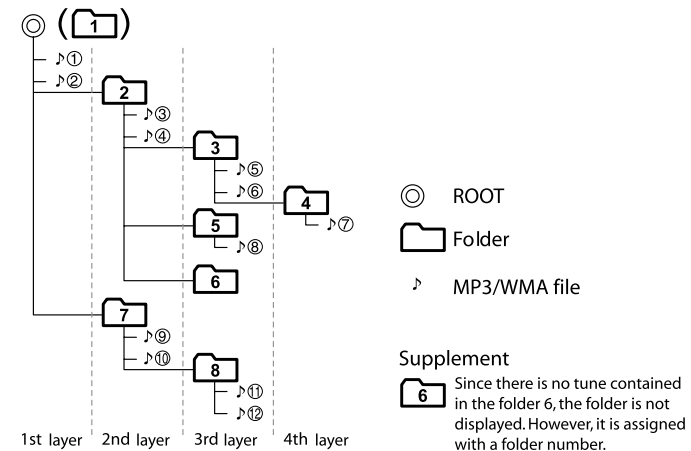 ( 1 )
♪①
♪②
2
♪③
♪④
3
♪⑤
♪⑥
4
♪⑦
5
♪⑧
6
7
♪⑨
♪⑩
8
♪⑪
♪⑫
1st layer 2nd layer 3rd layer 4th layer
ROOT
Folder
♪ MP3/WMA file
Supplement
6
Since there is no tune contained
in the folder 6, the folder is not
displayed. However, it is assigned
with a folder number.